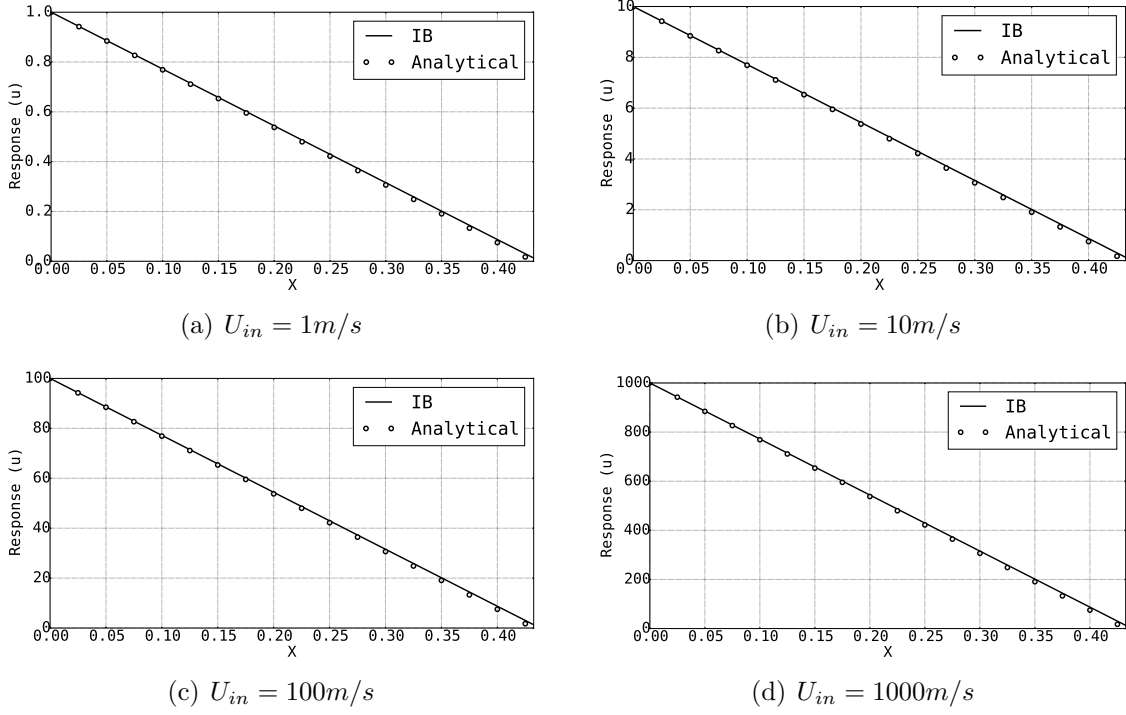 1.0
0.8
0.6
0.4
0.2
0.0
Response (u)
IB
Analytical
0.00 0.05 0.10 0.15 0.20 0.25 0.30 0.35 0.40
X
(a) U_in = 1m/s
10
8
6
4
2
0
Response (u)
IB
Analytical
0.00 0.05 0.10 0.15 0.20 0.25 0.30 0.35 0.40
X
(b) U_in = 10m/s
100
80
60
40
20
0
Response (u)
IB
Analytical
0.00 0.05 0.10 0.15 0.20 0.25 0.30 0.35 0.40
X
(c) U_in = 100m/s
1000
800
600
400
200
0
Response (u)
IB
Analytical
0.00 0.05 0.10 0.15 0.20 0.25 0.30 0.35 0.40
X
(d) U_in = 1000m/s